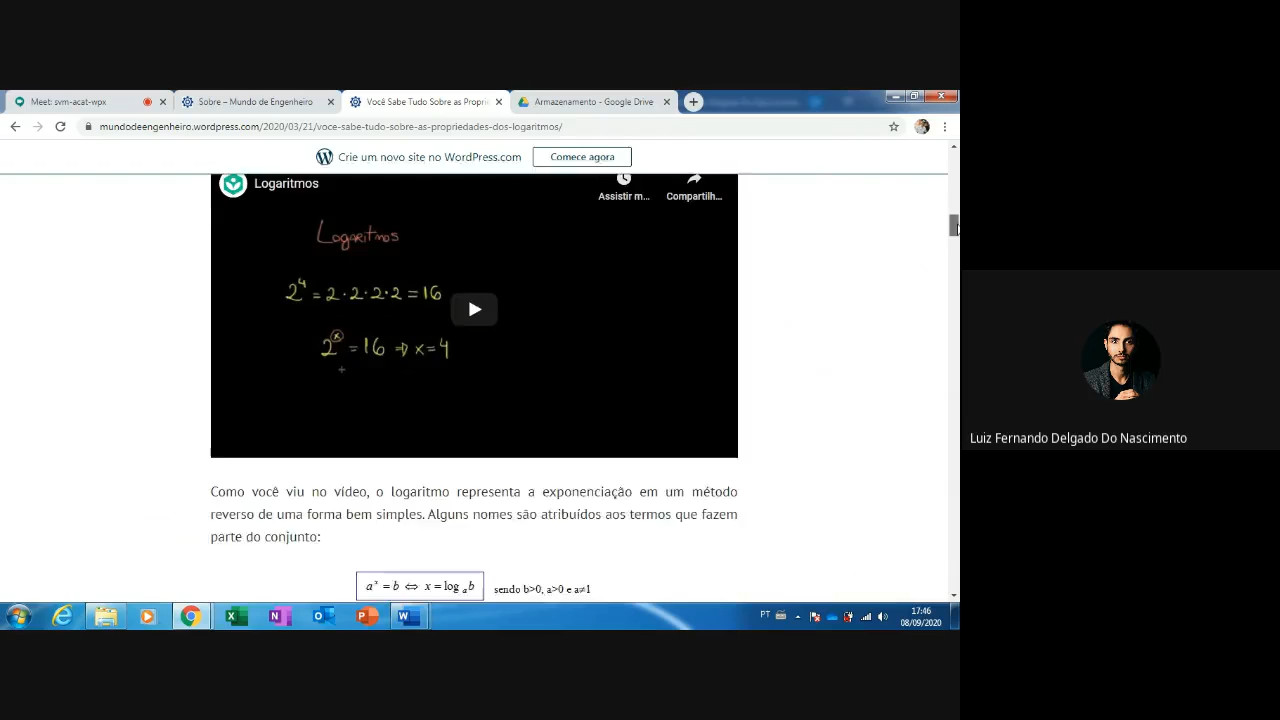 Meet: svm-acat-wpx
Sobre – Mundo de Engenheiro
Você Sabe Tudo Sobre as Proprie
Armazenamento - Google Drive
mundodeengenheiro.wordpress.com/2020/03/21/voce-sabe-tudo-sobre-as-propriedades-dos-logaritmos/
Crie um novo site no WordPress.com
Comece agora
Logaritmos
Assistir m...
Compartilh...
Logaritmos
2⁴ = 2 · 2 · 2 · 2 = 16
2ˣ = 16 ⇒ x = 4
Como você viu no vídeo, o logaritmo representa a exponenciação em um método
reverso de uma forma bem simples. Alguns nomes são atribuídos aos termos que fazem
parte do conjunto:
aˣ = b ⇔ x = logₐ b sendo b>0, a>0 e a≠1
PT
17:46
08/09/2020
Luiz Fernando Delgado Do Nascimento